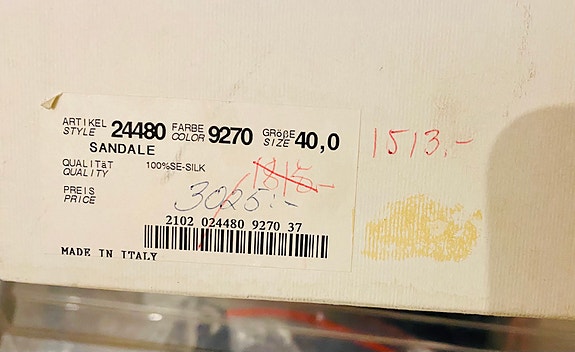 ARTIKEL STYLE 24480 FARBE COLOR 9270 GRößE SIZE 40,0
SANDALE
QUALITäT QUALITY 100%SE-SILK
1815.-
1513.-
PREIS PRICE 3025.-
2102 024480 9270 37
MADE IN ITALY